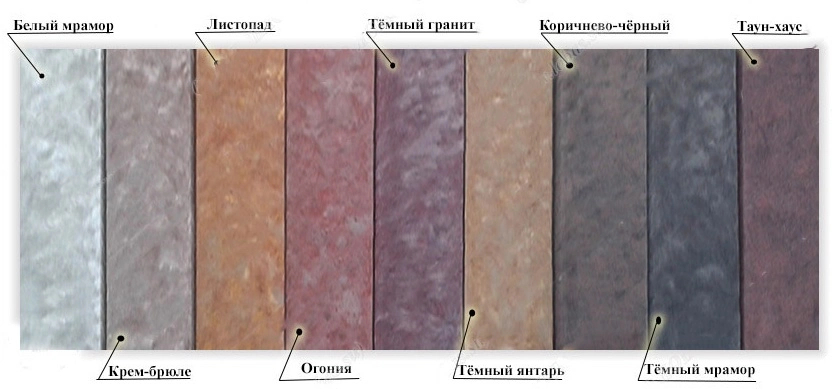 Белый мрамор
Листопад
Тёмный гранит
Коричнево-чёрный
Таун-хаус
Крем-брюле
Огония
Тёмный янтарь
Тёмный мрамор